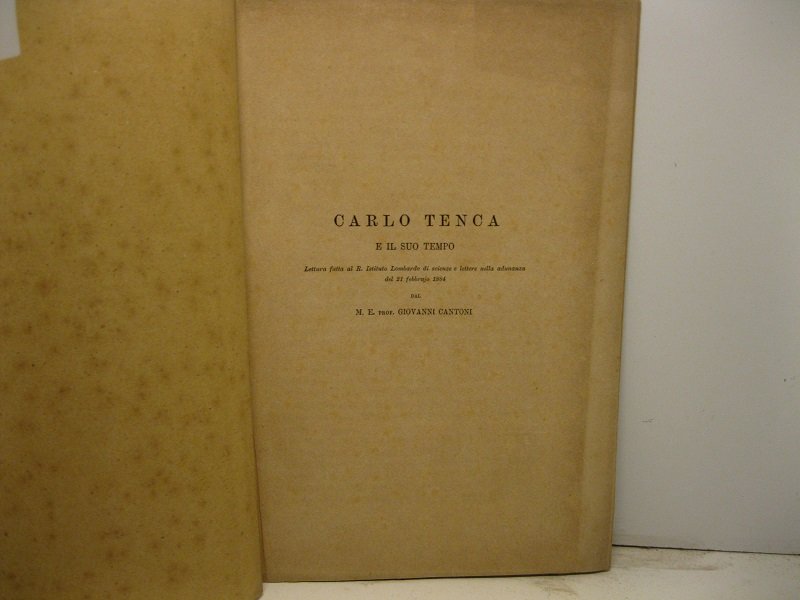 CARLO TENCA
E IL SUO TEMPO
Lettura fatta al R. Istituto Lombardo di scienze e lettere nella adunanza
del 21 febbrajo 1884
DAL
M. E. PROF. GIOVANNI CANTONI